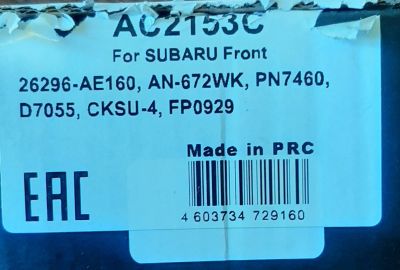 AC2153C
For SUBARU Front
26296-AE160, AN-672WK, PN7460,
D7055, CKSU-4, FP0929
Made in PRC
EAC
4 603734 729160